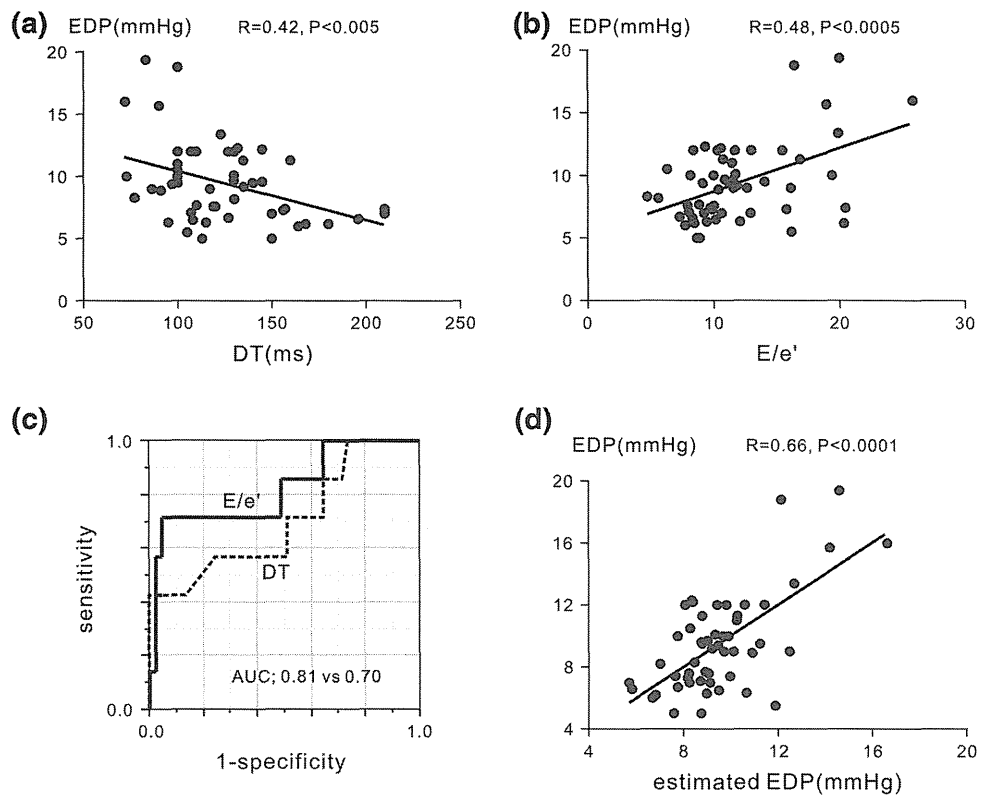 (a) EDP(mmHg) R=0.42, P<0.005
20
15
10
5
0
50 100 150 200 250
DT(ms)
(b) EDP(mmHg) R=0.48, P<0.0005
20
15
10
5
0
0 10 20 30
E/e'
(c)
1.0
E/e'
DT
sensitivity
AUC; 0.81 vs 0.70
0.0
0.0 1.0
1-specificity
(d)
EDP(mmHg) R=0.66, P<0.0001
20
16
12
8
4
4 8 12 16 20
estimated EDP(mmHg)